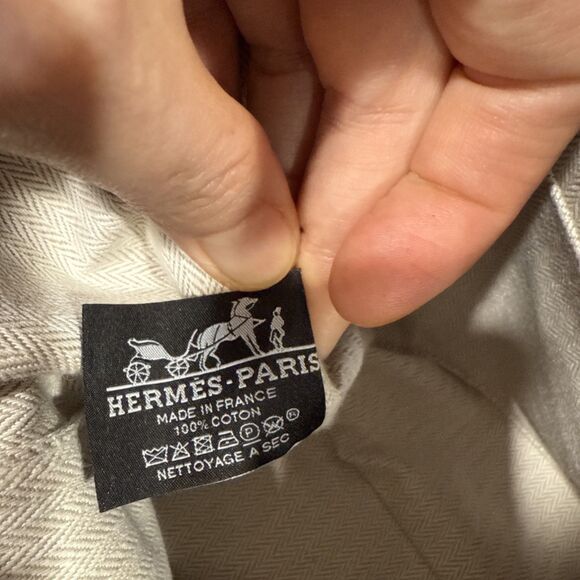 HERMÈS-PARIS
MADE IN FRANCE
100% COTON
P
NETTOYAGE A SEC